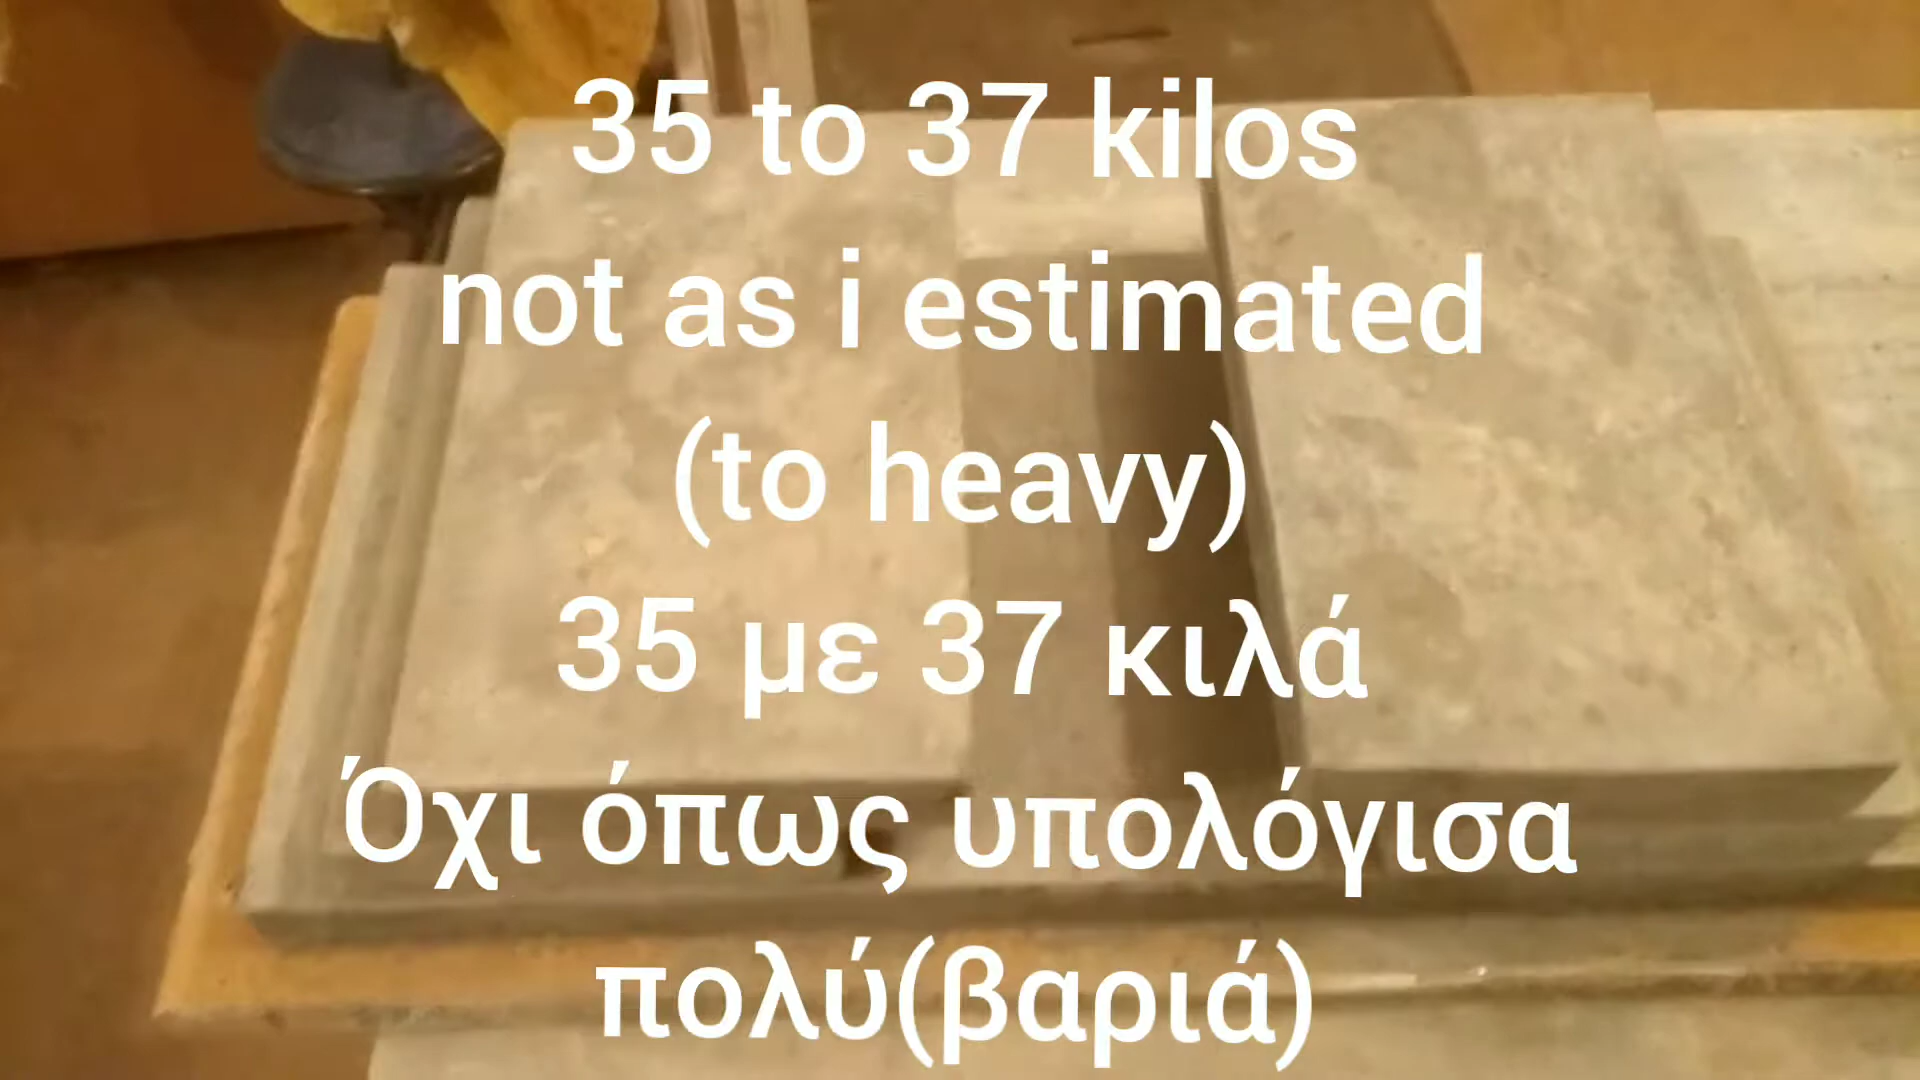 35 to 37 kilos
not as i estimated
(to heavy)
35 με 37 κιλά
Όχι όπως υπολόγισα
πολύ(βαριά)